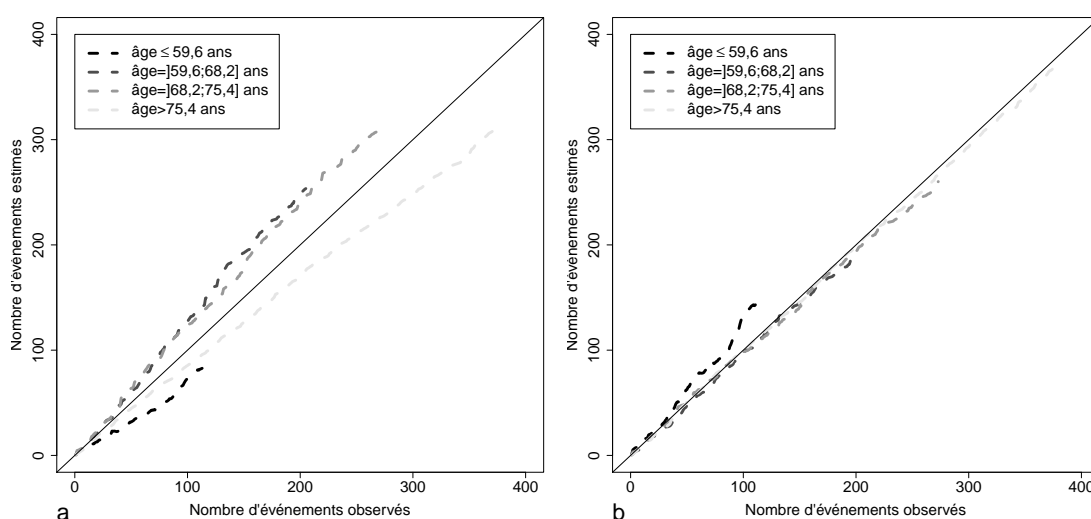 400
300
200
100
0
Nombre d'événements estimés
âge ≤ 59,6 ans
âge=]59,6;68,2] ans
âge=]68,2;75,4] ans
âge>75,4 ans
0 100 200 300 400
Nombre d'événements observés
a
400
300
200
100
0
Nombre d'événements estimés
âge ≤ 59,6 ans
âge=]59,6;68,2] ans
âge=]68,2;75,4] ans
âge>75,4 ans
0 100 200 300 400
Nombre d'événements observés
b